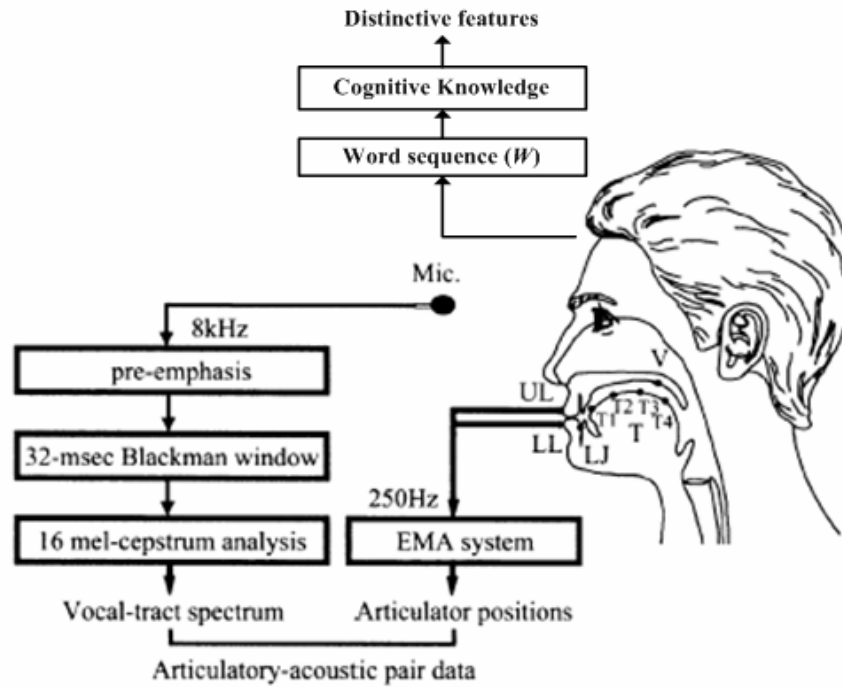 Distinctive features
Cognitive Knowledge
Word sequence (W)
Mic.
8kHz
pre-emphasis
32-msec Blackman window
16 mel-cepstrum analysis
Vocal-tract spectrum
V
UL
T1 T2 T3 T4
T
LL
LJ
250Hz
EMA system
Articulator positions
Articulatory-acoustic pair data